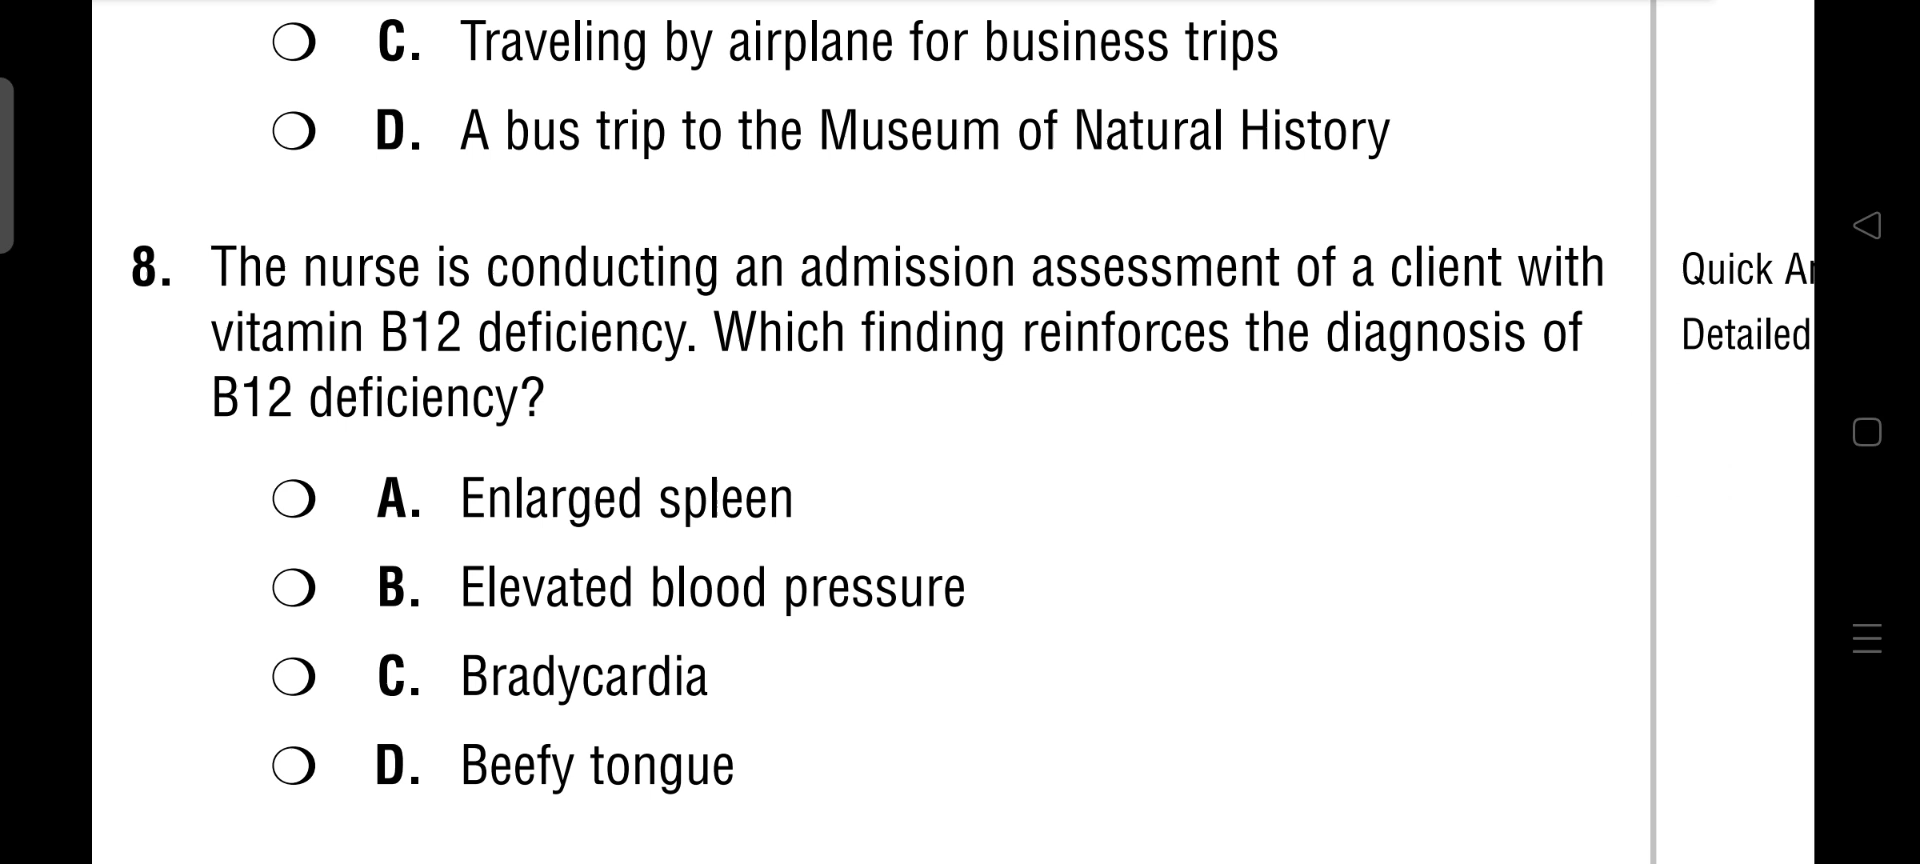 C. Traveling by airplane for business trips
D. A bus trip to the Museum of Natural History
8. The nurse is conducting an admission assessment of a client with
vitamin B12 deficiency. Which finding reinforces the diagnosis of
B12 deficiency?
Quick
Detailed
A. Enlarged spleen
B. Elevated blood pressure
C. Bradycardia
D. Beefy tongue